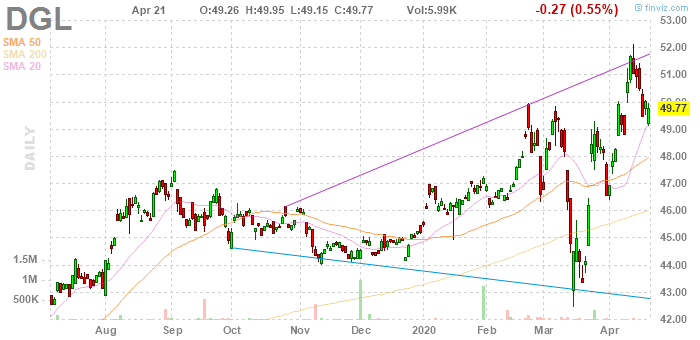 DGL
Apr 21 O:49.26 H:49.95 L:49.15 C:49.77 Vol:5.99K -0.27 (0.55%)
© finviz.com
SMA 50
SMA 200
SMA 20
DAILY
53.00
52.00
51.00
50.00
49.77
49.00
48.00
47.00
46.00
45.00
44.00
43.00
42.00
1.5M
1M
500K
Aug Sep Oct Nov Dec 2020 Feb Mar Apr